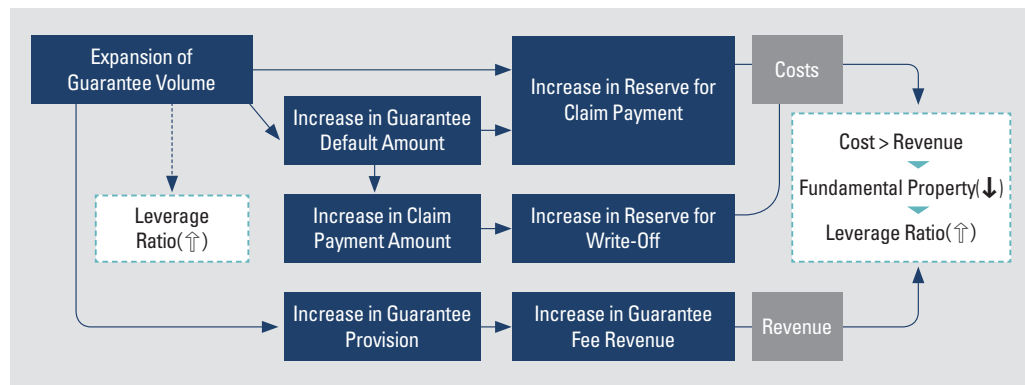 Expansion of
Guarantee Volume
Increase in Guarantee
Default Amount
Increase in Reserve for
Claim Payment
Costs
Cost > Revenue
Fundamental Property(↓)
Leverage Ratio(⇧)
Leverage
Ratio(⇧)
Increase in Claim
Payment Amount
Increase in Reserve for
Write-Off
Increase in Guarantee
Provision
Increase in Guarantee
Fee Revenue
Revenue